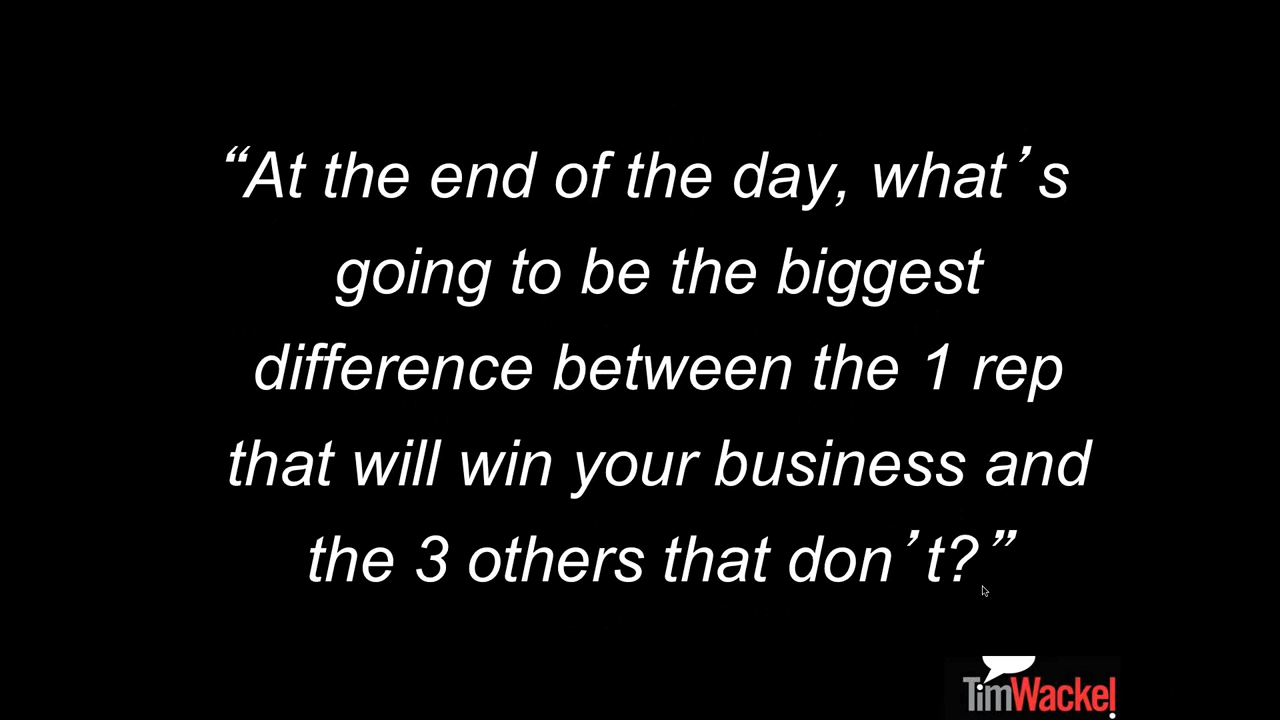 “At the end of the day, what’s
going to be the biggest
difference between the 1 rep
that will win your business and
the 3 others that don’t?”
TimWackel